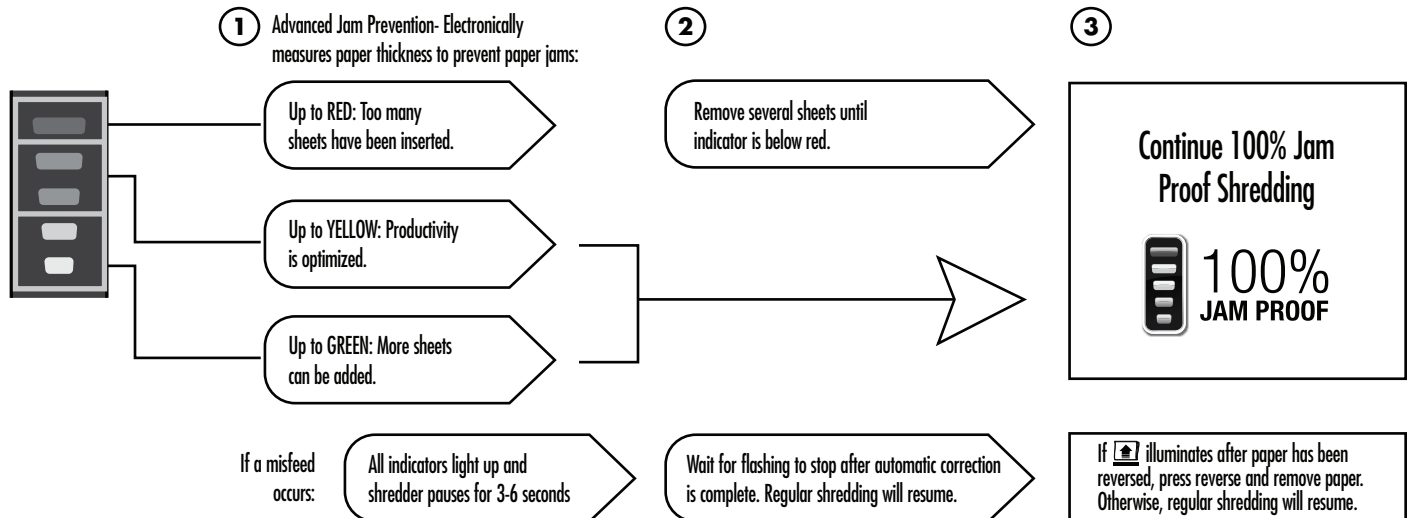 1 Advanced Jam Prevention- Electronically
measures paper thickness to prevent paper jams:
2
3
Up to RED: Too many
sheets have been inserted.
Remove several sheets until
indicator is below red.
Continue 100% Jam
Proof Shredding
100%
JAM PROOF
Up to YELLOW: Productivity
is optimized.
Up to GREEN: More sheets
can be added.
If a misfeed
occurs:
All indicators light up and
shredder pauses for 3-6 seconds
Wait for flashing to stop after automatic correction
is complete. Regular shredding will resume.
If illuminates after paper has been
reversed, press reverse and remove paper.
Otherwise, regular shredding will resume.